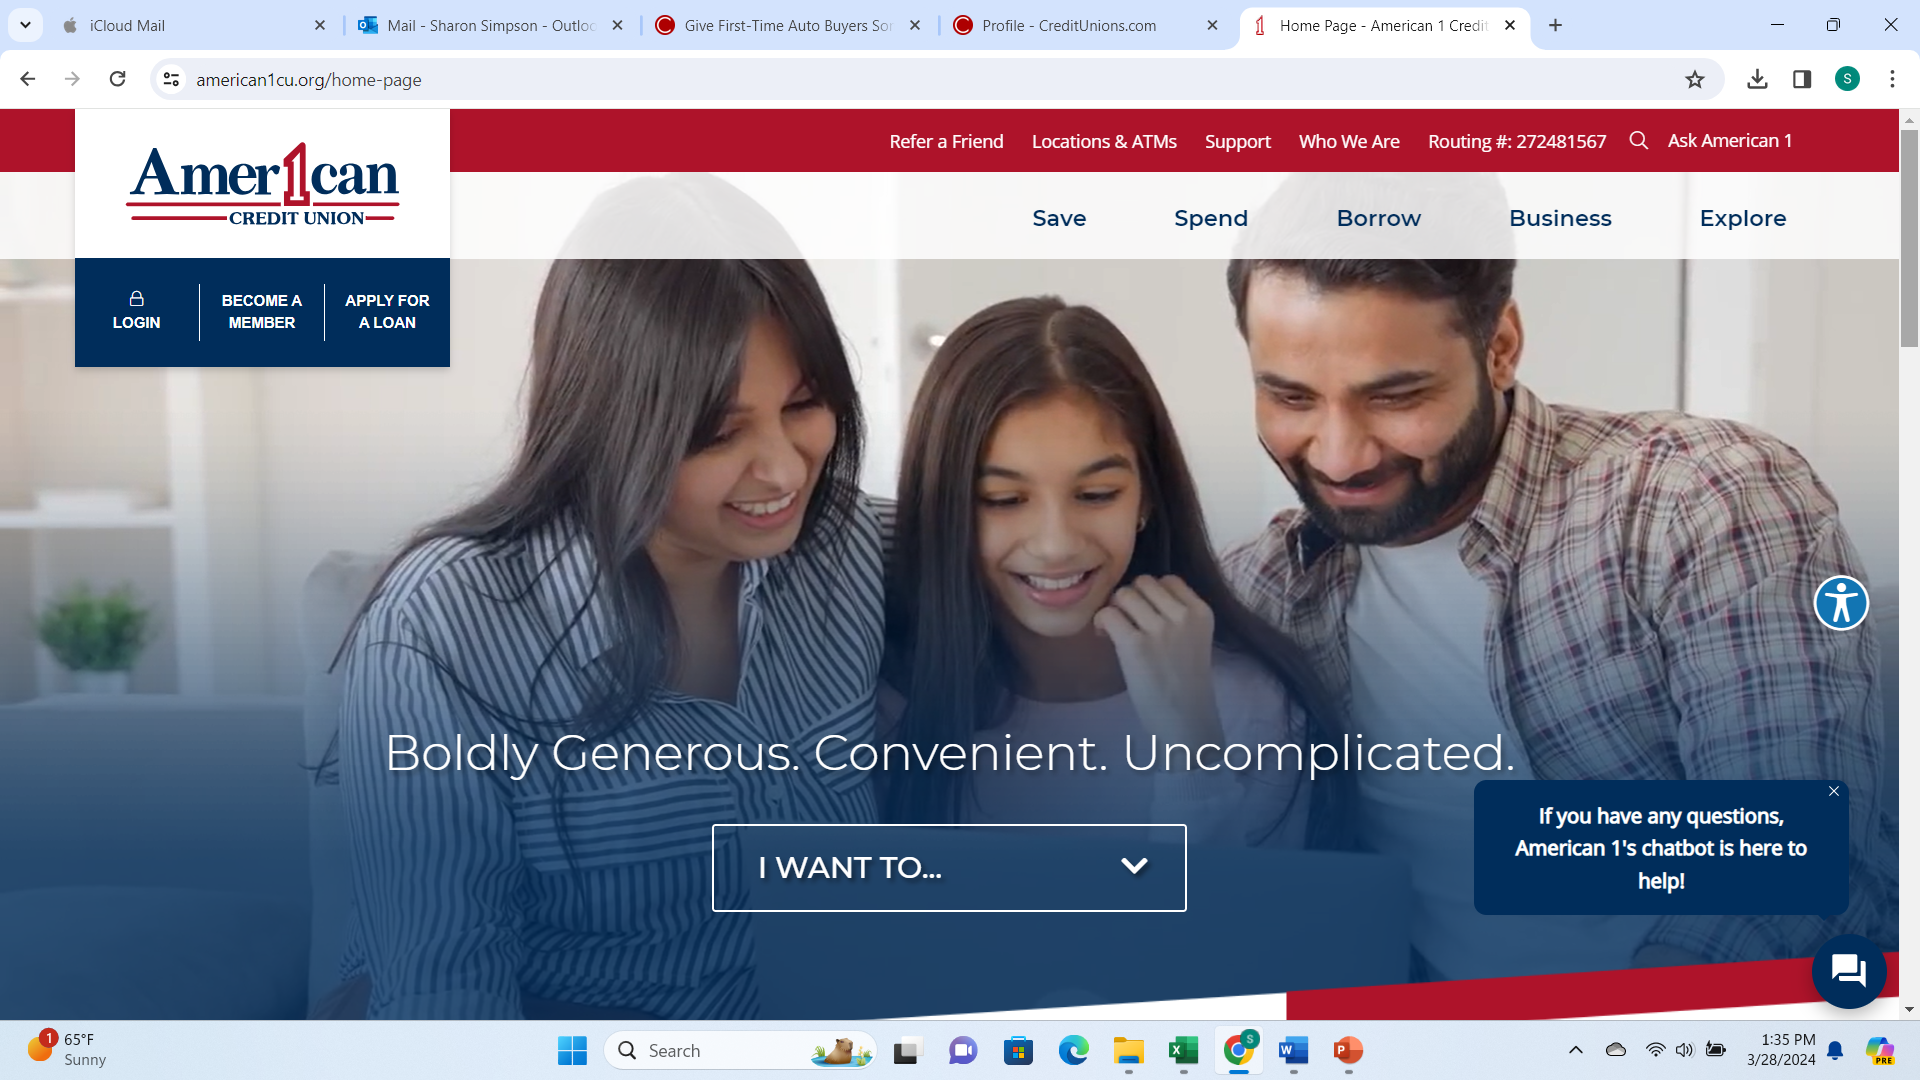 iCloud Mail
Mail - Sharon Simpson - Outloo
Give First-Time Auto Buyers Sor
Profile - CreditUnions.com
Home Page - American 1 Credit
american1cu.org/home-page
Refer a Friend
Locations & ATMs
Support
Who We Are
Routing #: 272481567
Ask American 1
Amer1can
CREDIT UNION
Save
Spend
Borrow
Business
Explore
LOGIN
BECOME A
MEMBER
APPLY FOR
A LOAN
Boldly Generous. Convenient. Uncomplicated.
I WANT TO...
If you have any questions,
American 1's chatbot is here to
help!
1
65°F
Sunny
Search
S
1:35 PM
3/28/2024
PRE